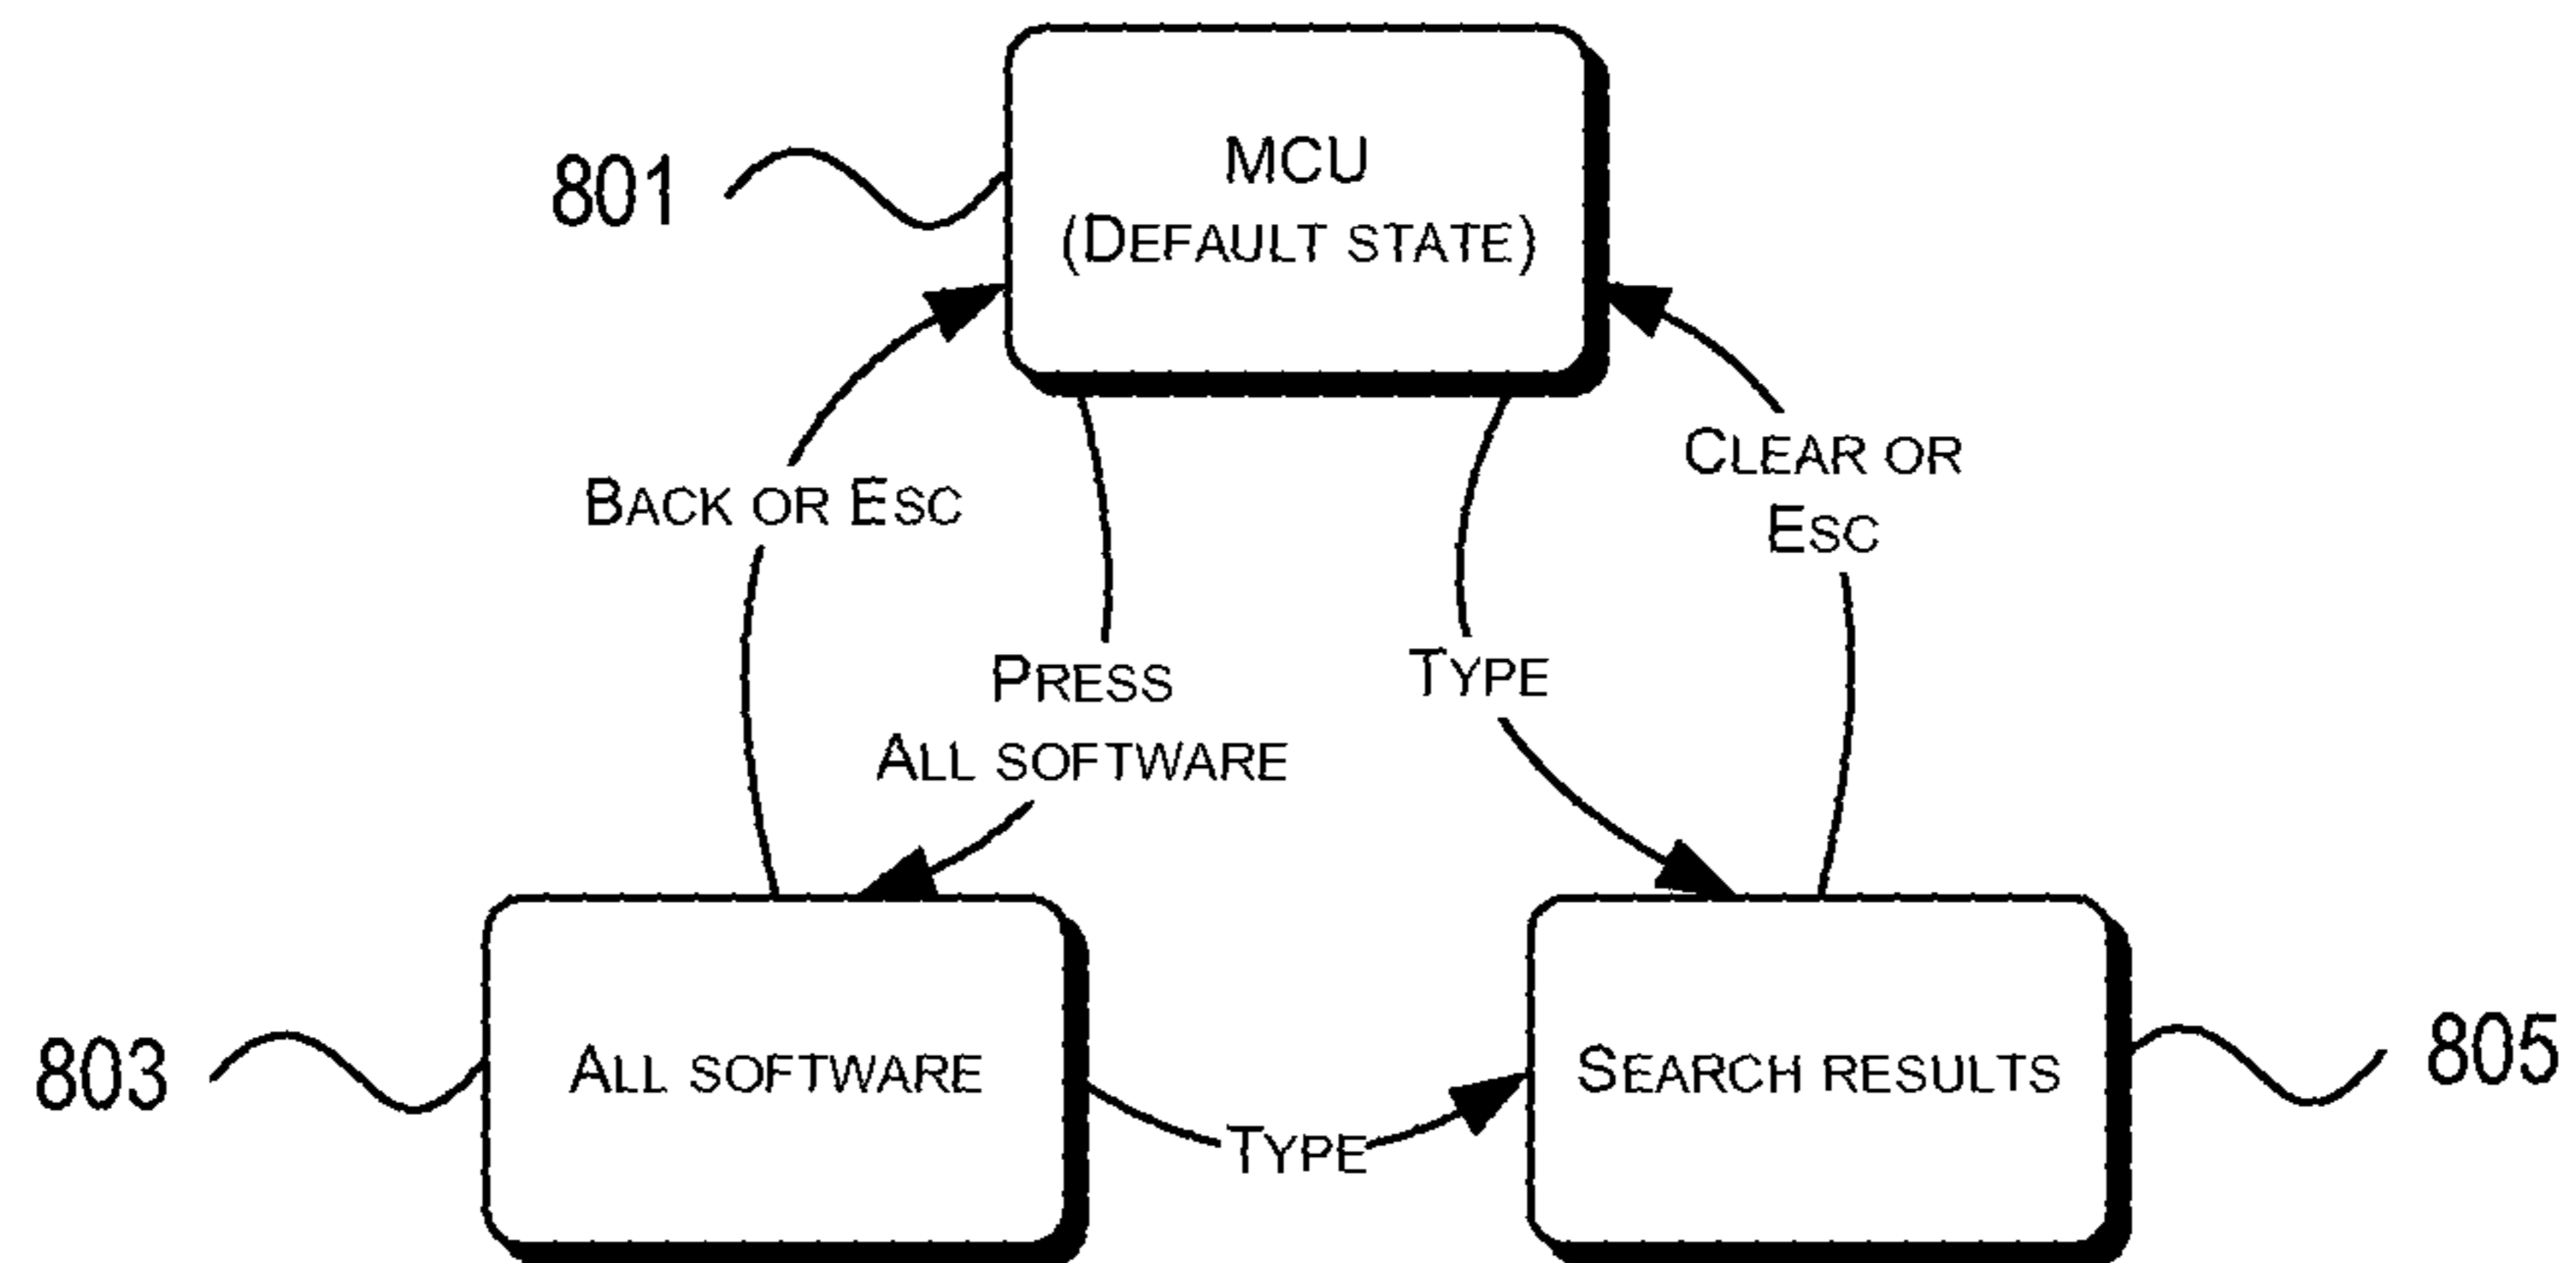 801
MCU
(DEFAULT STATE)
BACK OR ESC
CLEAR OR
ESC
PRESS
ALL SOFTWARE
TYPE
803
ALL SOFTWARE
TYPE
SEARCH RESULTS
805